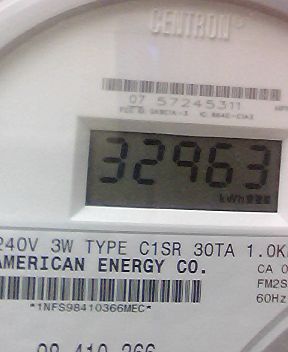 CENTRON®
07 57245311
32963
kWh
240V 3W TYPE C1SR 30TA 1.0K
AMERICAN ENERGY CO.
CA 0
FM2S
60Hz
*1NFS98410366MEC*
98 410 366